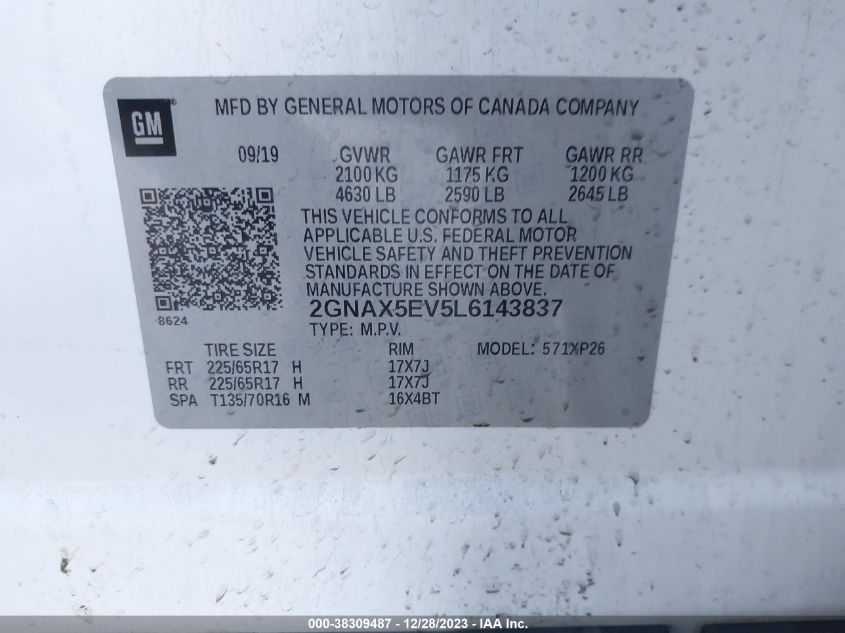 GM
MFD BY GENERAL MOTORS OF CANADA COMPANY
09/19 GVWR GAWR FRT GAWR RR
2100 KG 1175 KG 1200 KG
4630 LB 2590 LB 2645 LB
THIS VEHICLE CONFORMS TO ALL
APPLICABLE U.S. FEDERAL MOTOR
VEHICLE SAFETY AND THEFT PREVENTION
STANDARDS IN EFFECT ON THE DATE OF
MANUFACTURE SHOWN ABOVE.
8624
2GNAX5EV5L6143837
TYPE: M.P.V.
TIRE SIZE RIM MODEL: 571XP26
FRT 225/65R17 H 17X7J
RR 225/65R17 H 17X7J
SPA T135/70R16 M 16X4BT
000-38309487 - 12/28/2023 - IAA Inc.